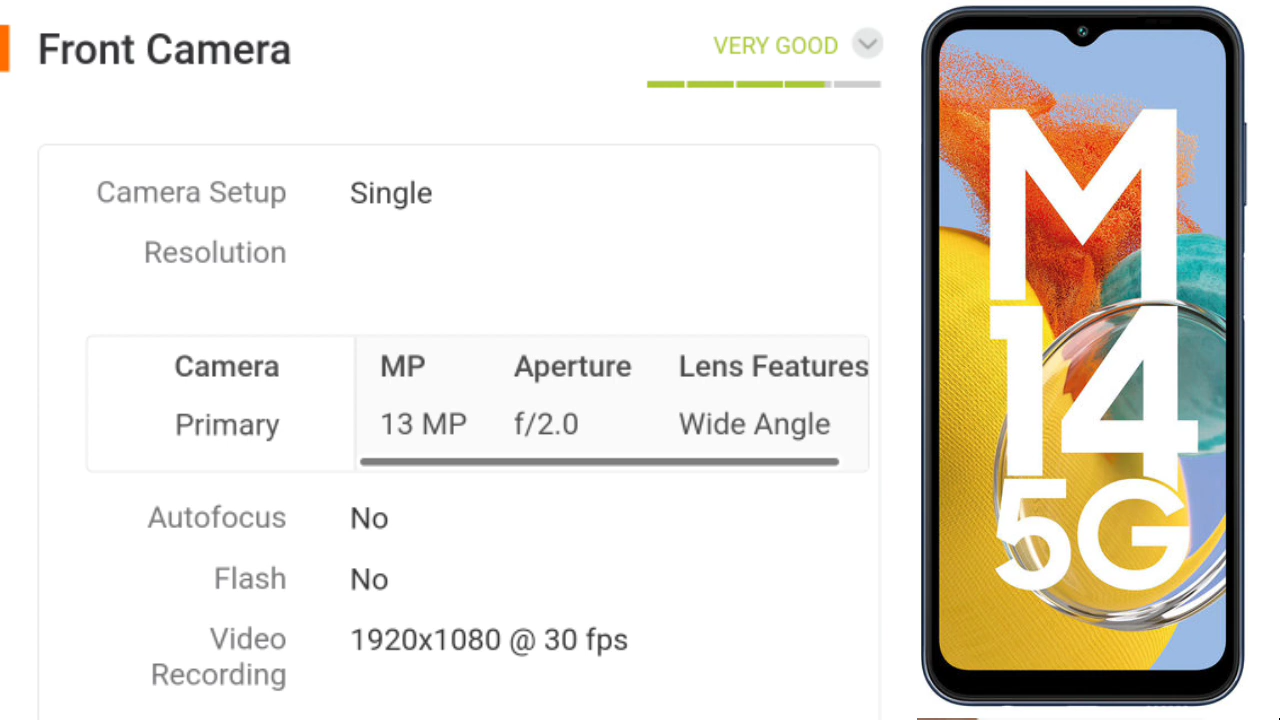 Front Camera
VERY GOOD
Camera Setup Single
Resolution
Camera MP Aperture Lens Features
Primary 13 MP f/2.0 Wide Angle
Autofocus No
Flash No
Video 1920x1080 @ 30 fps
Recording
M
14
5G